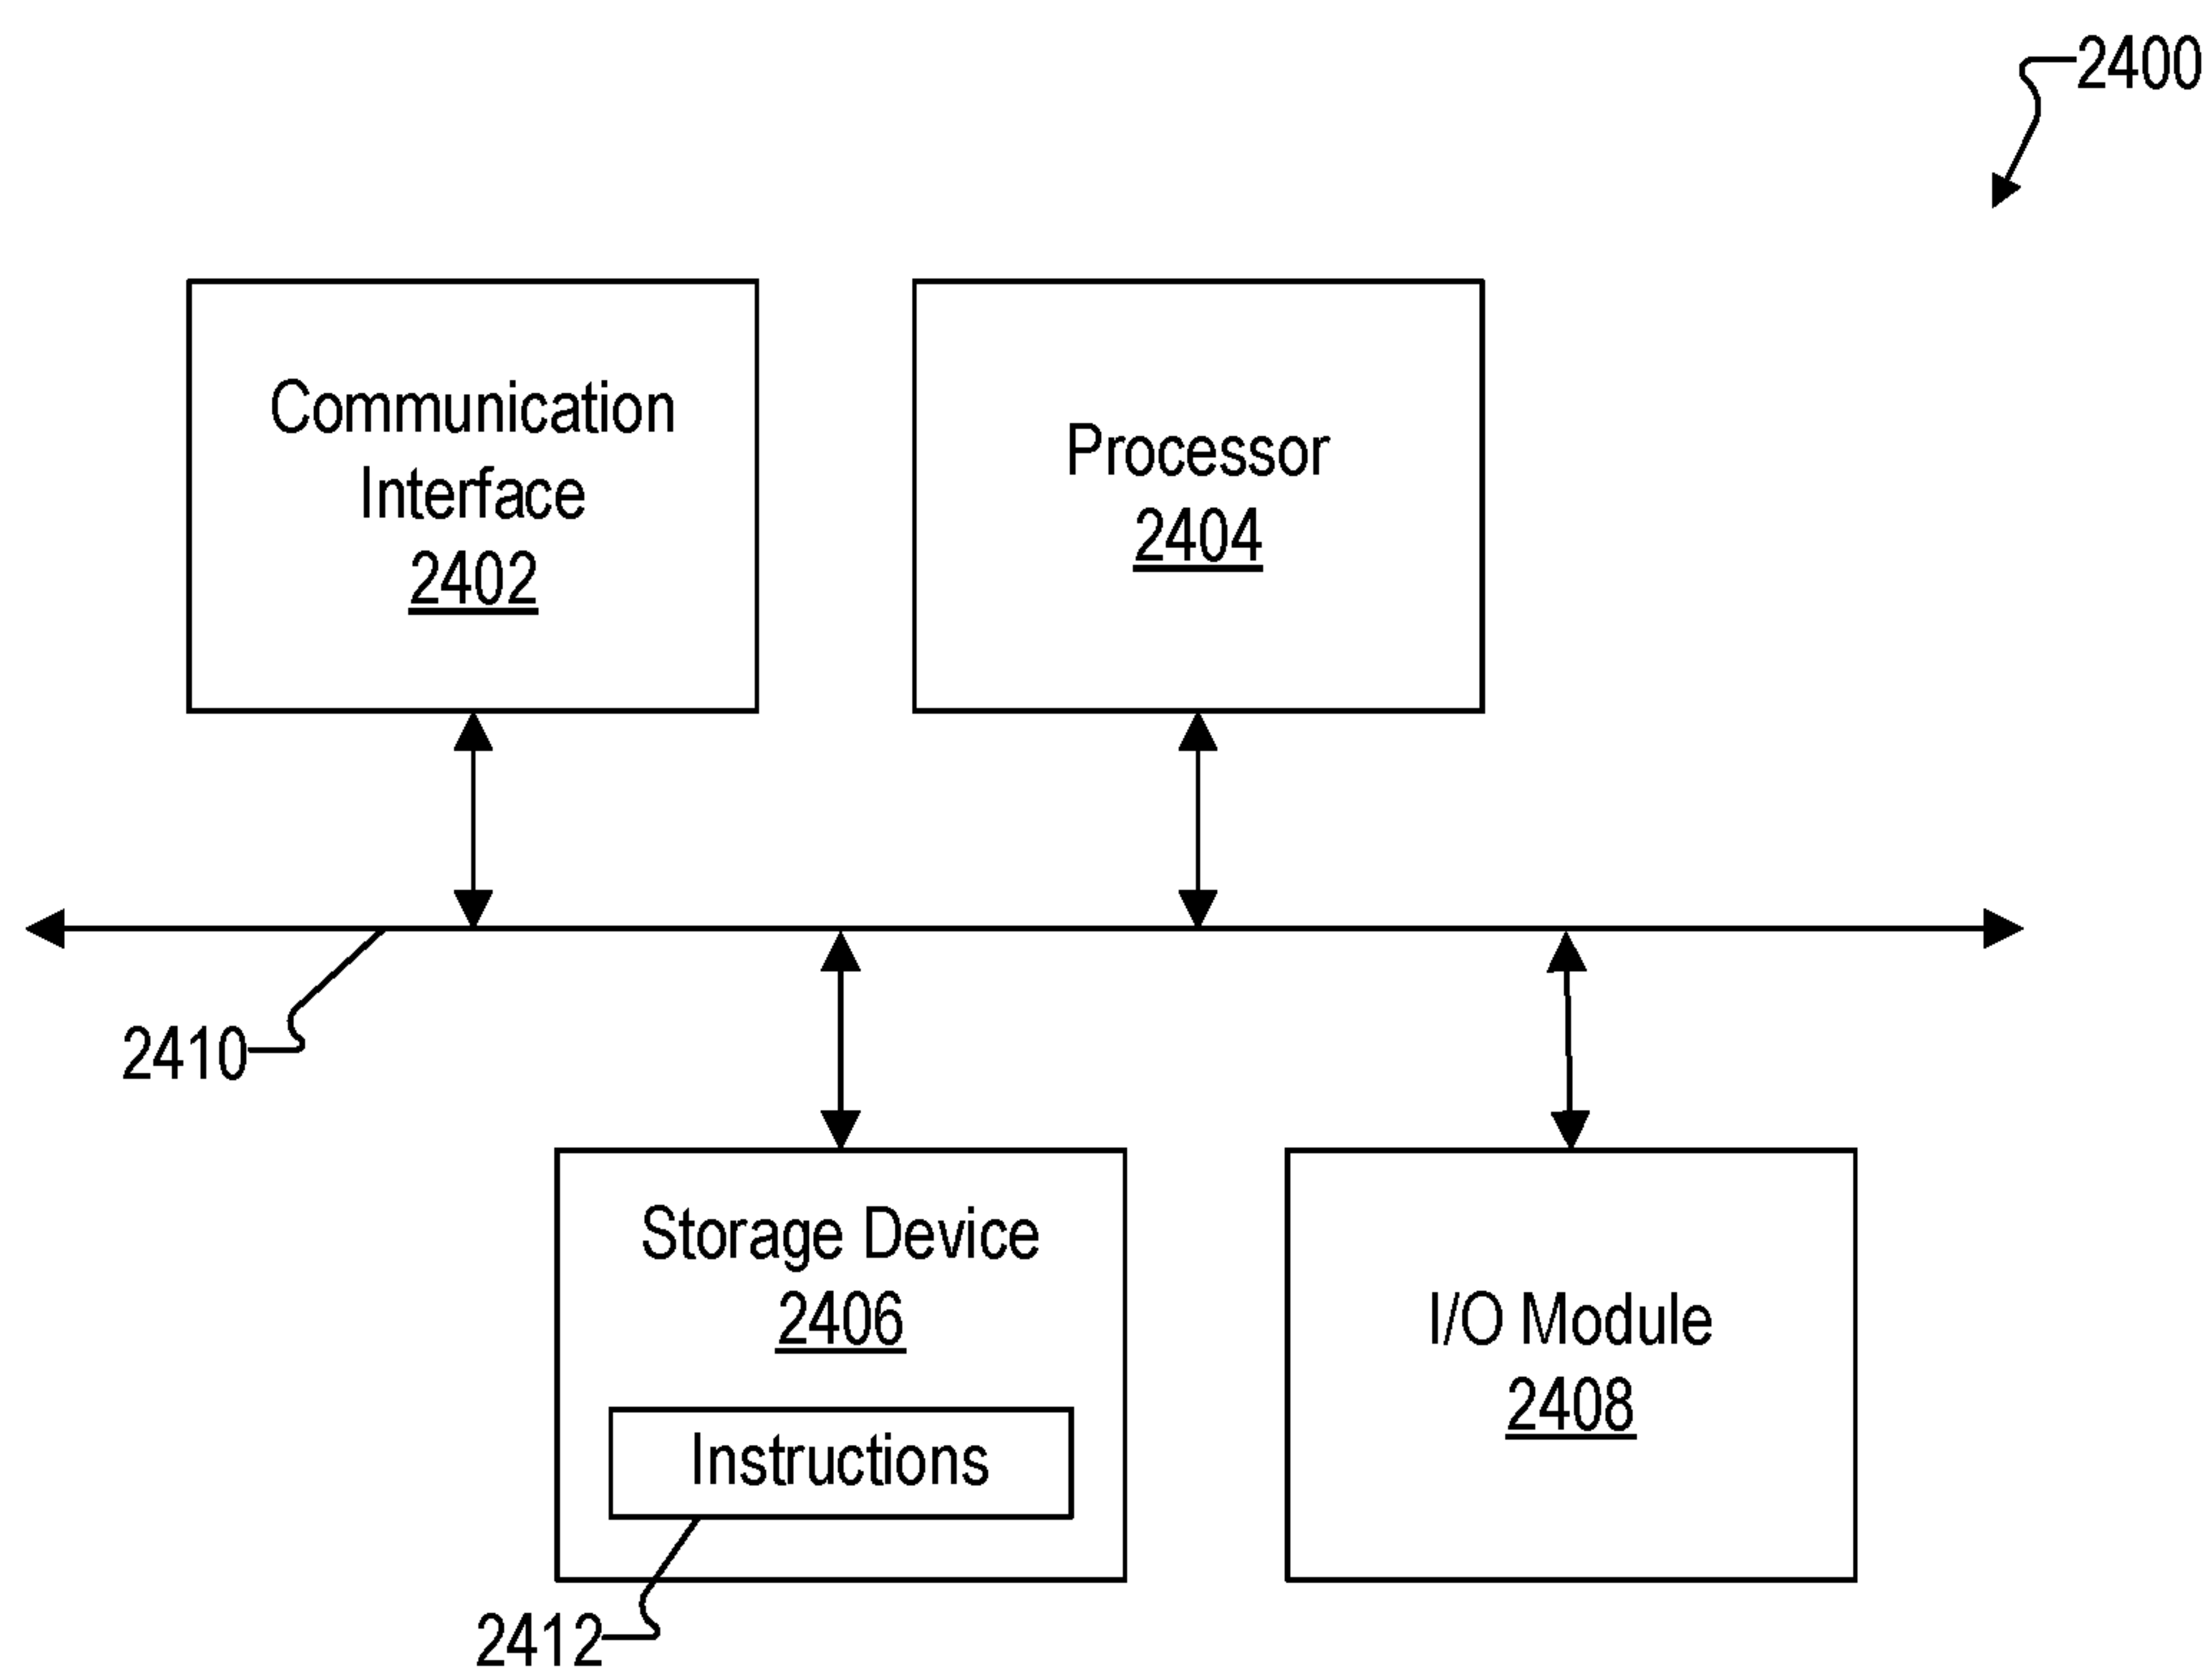 2400
Communication
Interface
2402
Processor
2404
2410
Storage Device
2406
Instructions
2412
I/O Module
2408